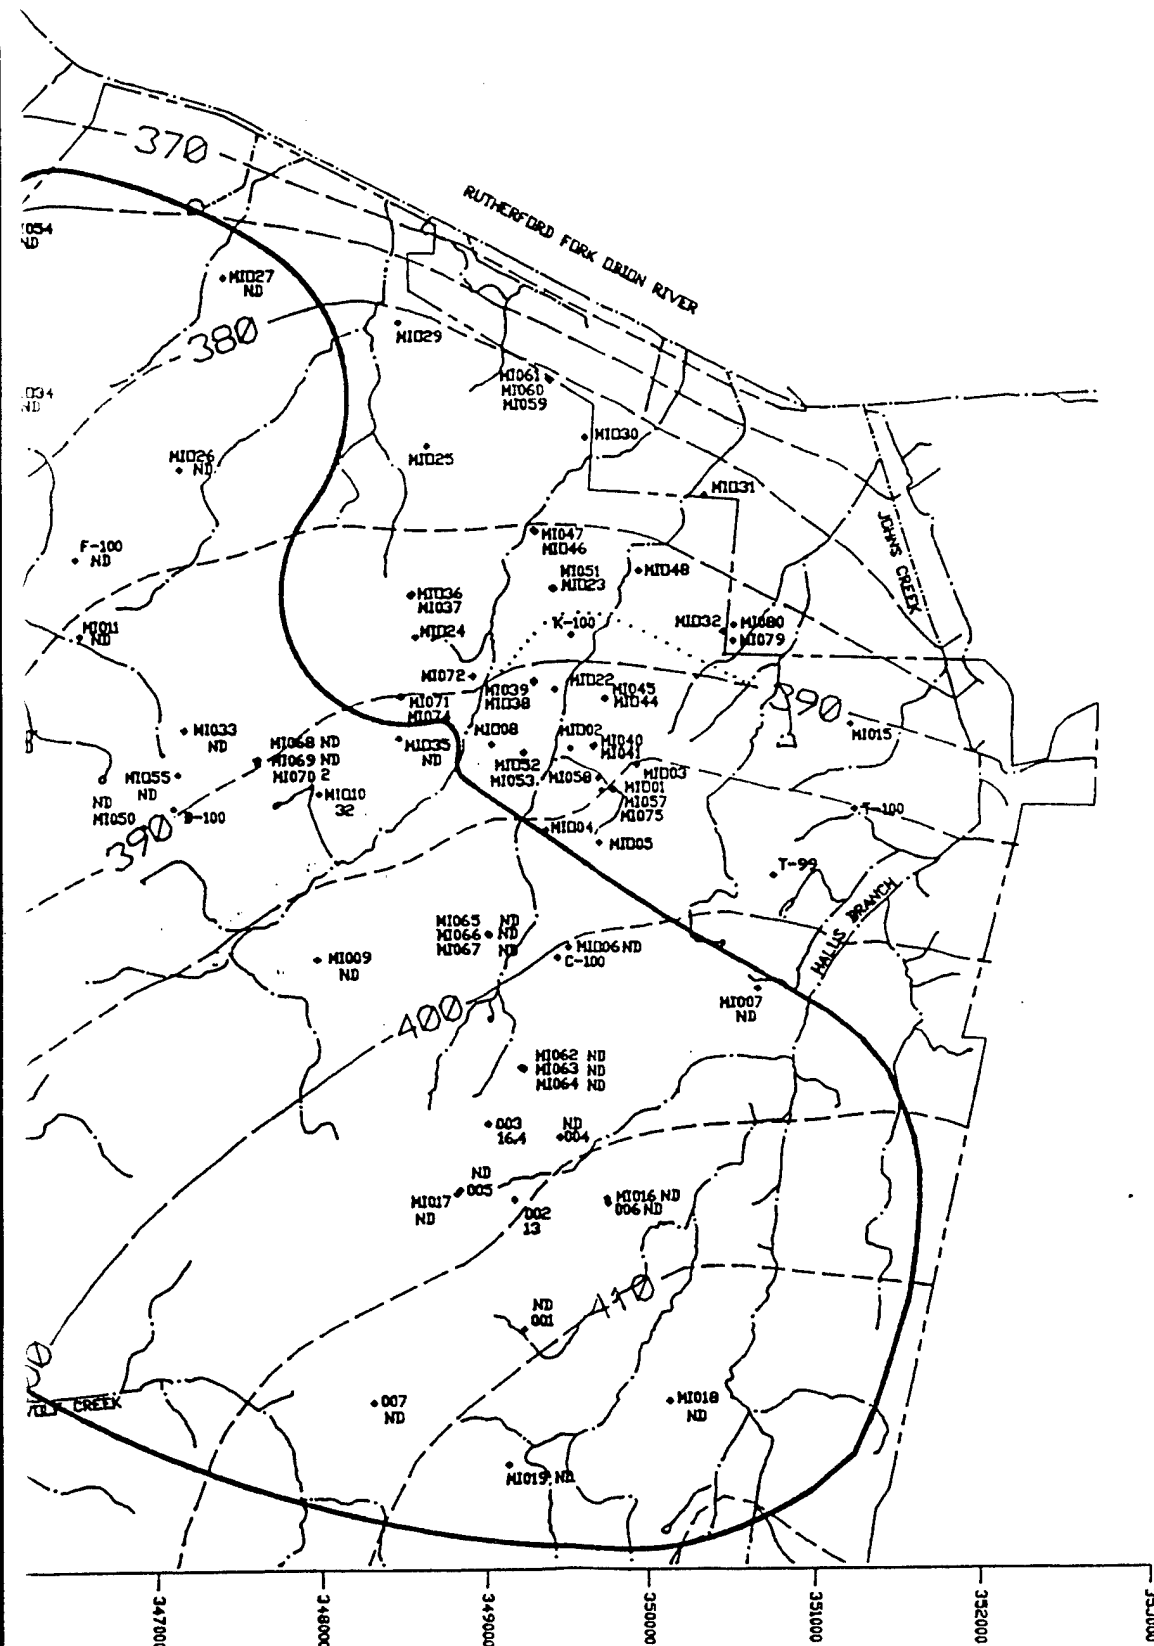 370
RUTHERFORD FORK OBION RIVER
MI027
ND
380
MI029
MI061
MI060
MI059
MI030
MI026
ND
MI025
MI031
JOHNS CREEK
F-100
ND
MI047
MI046
MI051
MI023
MI048
MI036
MI037
K-100
MI032
MI080
MI079
MI011
ND
MI024
MI072
MI039
MI038
MI022
MI045
MI044
390
MI071
MI074
MI015
MI033
ND
MI068 ND
MI069 ND
MI070 2
MI035
ND
MI008
MI052
MI053
MI002
MI040
MI041
MI058
MI003
MI001
MI057
MI075
MI055
ND
MI010
32
ND
MI050
B-100
390
T-100
MI004
MI005
T-99
HALUS BRANCH
MI065 ND
MI066 ND
MI067 ND
MI006 ND
C-100
MI009
ND
MI007
ND
400
MI062 ND
MI063 ND
MI064 ND
003
16.4
ND
004
ND
005
MI017
ND
002
13
MI016 ND
006 ND
410
ND
001
CREEK
007
ND
MI018
ND
MI019 ND
347000
348000
349000
350000
351000
352000
353000